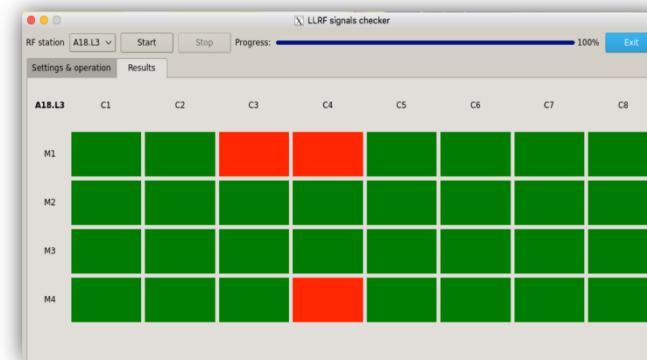 LLRF signals checker
RF station A18.L3 Start Stop Progress: 100% Exit
Settings & operation Results
A18.L3 C1 C2 C3 C4 C5 C6 C7 C8
M1
M2
M3
M4